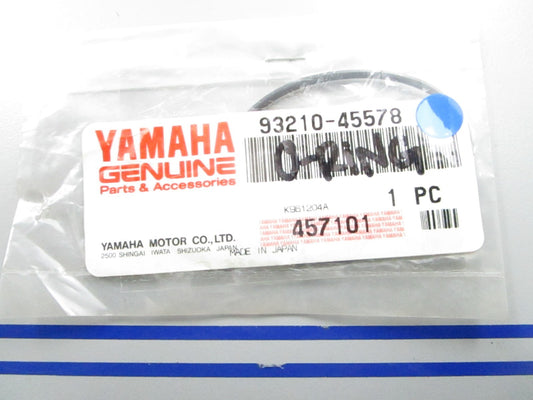 YAMAHA
GENUINE
Parts & Accessories
YAMAHA MOTOR CO., LTD.
2500 SHINGAI IWATA SHIZUOKA JAPAN
93210-45578
O-RING
1 PC
457101
MADE IN JAPAN